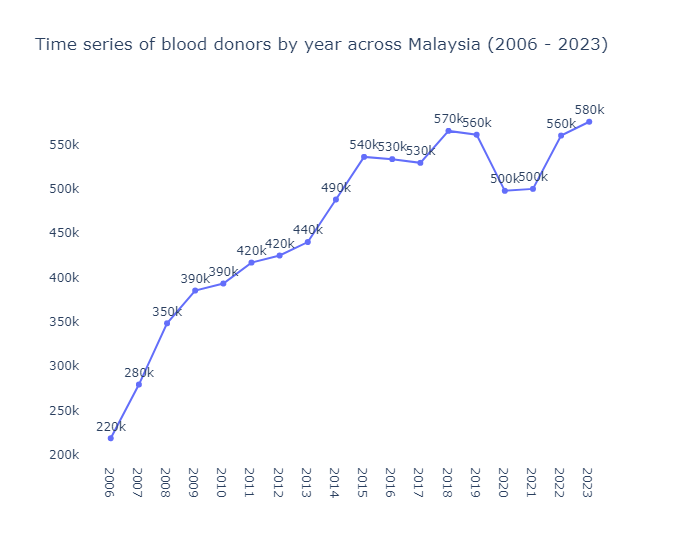 Time series of blood donors by year across Malaysia (2006 - 2023)
580k
570k
560k
560k
550k
540k
530k
530k
500k
500k
500k
490k
450k
440k
420k
420k
400k
390k
390k
350k
350k
300k
280k
250k
220k
200k
2006
2007
2008
2009
2010
2011
2012
2013
2014
2015
2016
2017
2018
2019
2020
2021
2022
2023